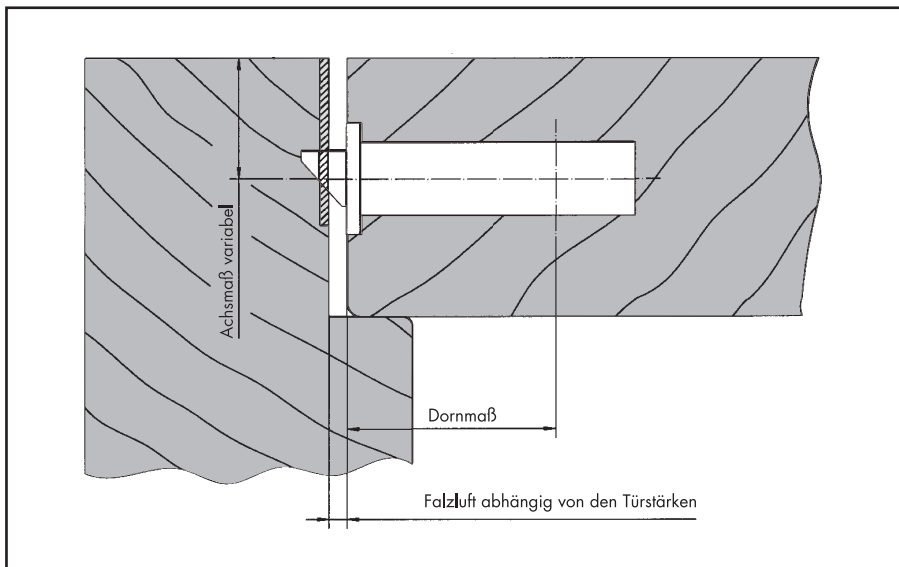 Achsmaß variabel
Dornmaß
Falzluft abhängig von den Türstärken